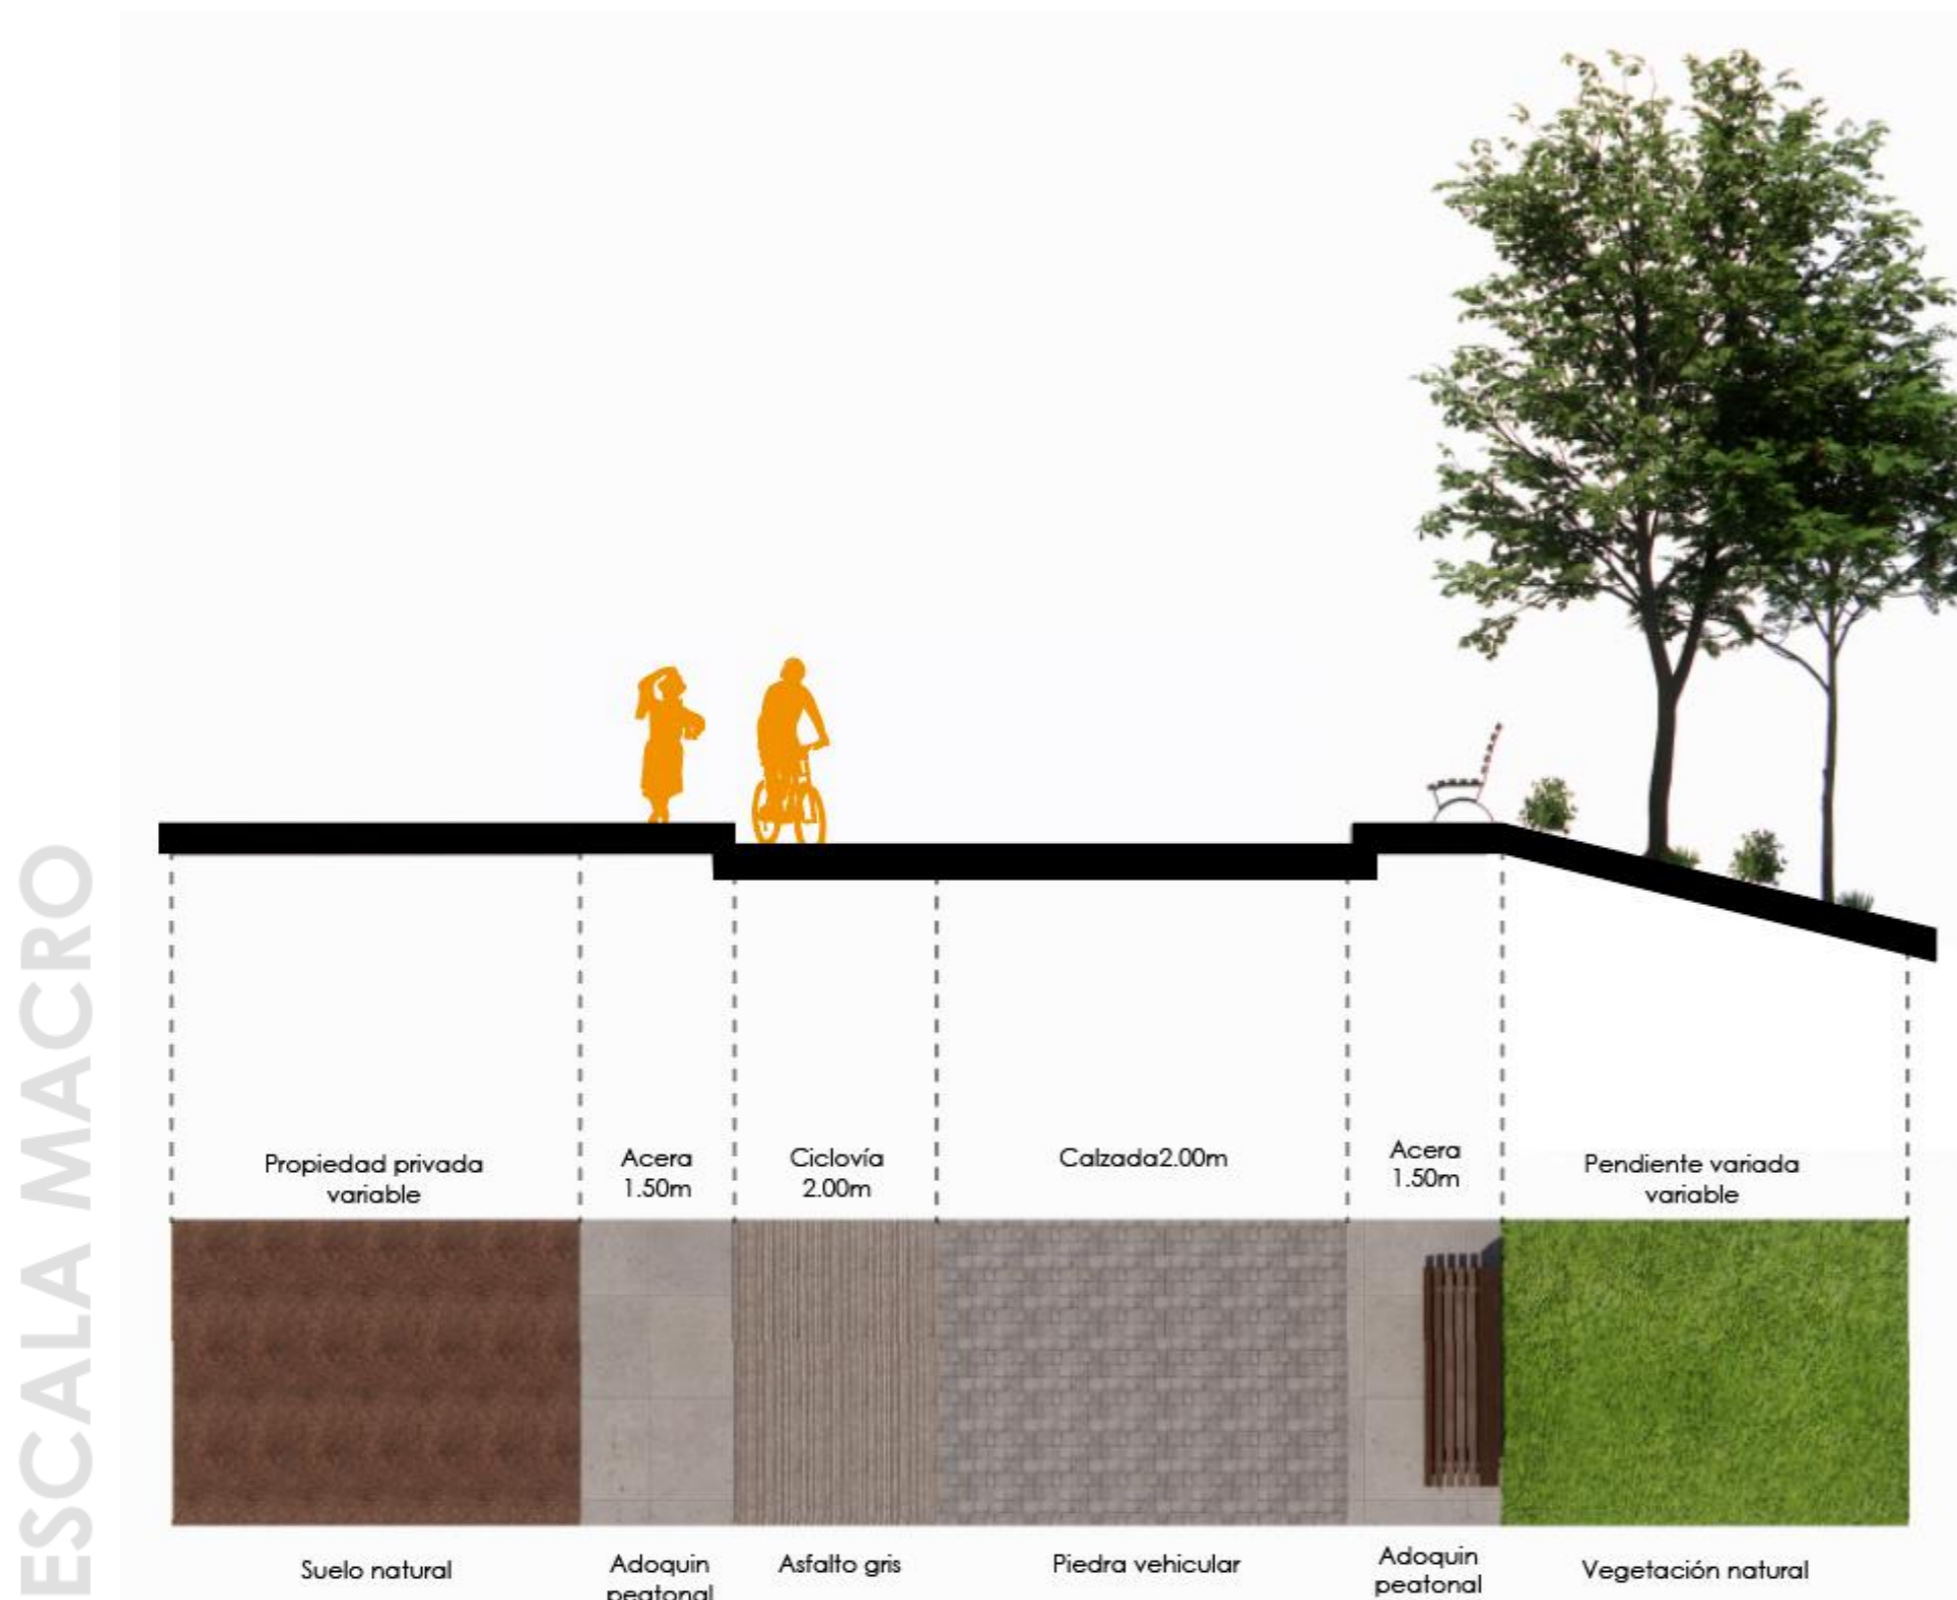 ESCALA MACRO
Propiedad privada
variable
Acera
1.50m
Ciclovía
2.00m
Calzada2.00m
Acera
1.50m
Pendiente variada
variable
Suelo natural
Adoquin
peatonal
Asfalto gris
Piedra vehicular
Adoquin
peatonal
Vegetación natural